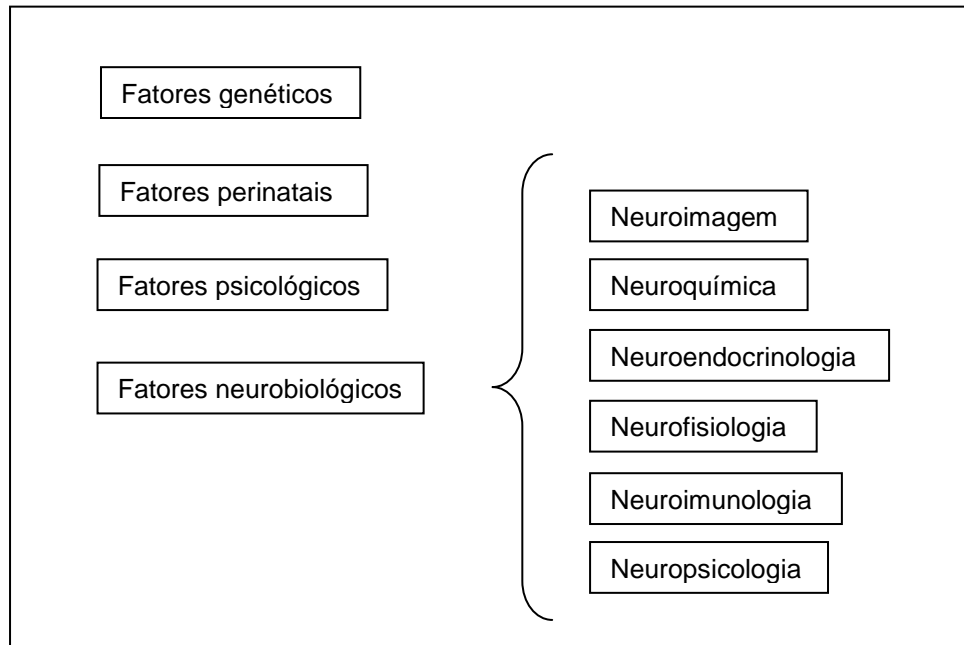 Fatores genéticos
Fatores perinatais
Fatores psicológicos
Fatores neurobiológicos
Neuroimagem
Neuroquímica
Neuroendocrinologia
Neurofisiologia
Neuroimunologia
Neuropsicologia